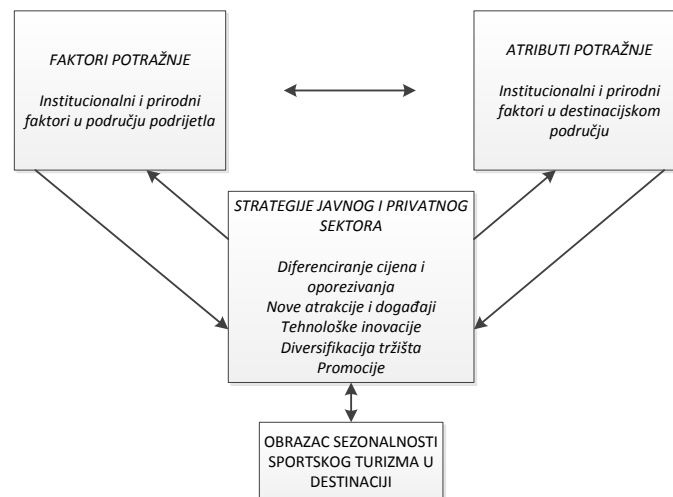 FAKTORI POTRAŽNJE
Institucionalni i prirodni
faktori u području podrijetla
ATRIBUTI POTRAŽNJE
Institucionalni i prirodni
faktori u destinacijskom
području
STRATEGIJE JAVNOG I PRIVATNOG
SEKTORA
Diferenciranje cijena i
oporezivanja
Nove atrakcije i događaji
Tehnološke inovacije
Diversifikacija tržišta
Promocije
OBRAZAC SEZONALNOSTI
SPORTSKOG TURIZMA U
DESTINACIJI